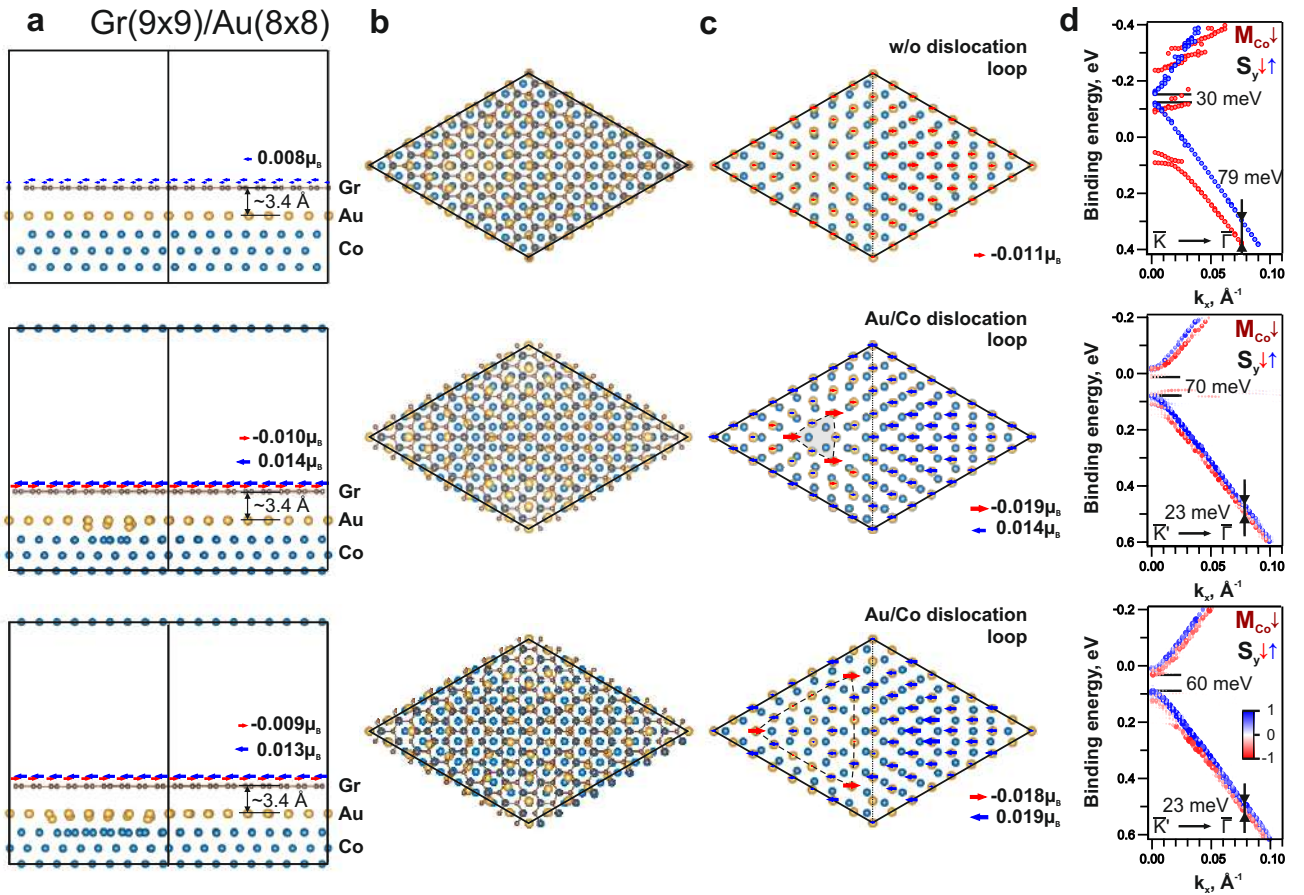 a Gr(9x9)/Au(8x8) b c d
w/o dislocation
loop
0.008μB
Gr
~3.4 Å
Au
Co
-0.011μB
-0.4
-0.2
0.0
0.2
0.4
Binding energy, eV
MCo↓
Sy↓↑
30 meV
79 meV
K̅ → Γ̅
0.00 0.05 0.10
kx, Å-1
Au/Co dislocation
loop
-0.010μB
0.014μB
Gr
~3.4 Å
Au
Co
-0.019μB
0.014μB
-0.2
0.0
0.2
0.4
0.6
Binding energy, eV
MCo↓
Sy↓↑
70 meV
23 meV
K̅' → Γ̅
0.00 0.05 0.10
kx, Å-1
Au/Co dislocation
loop
-0.009μB
0.013μB
Gr
~3.4 Å
Au
Co
-0.018μB
0.019μB
-0.2
0.0
0.2
0.4
0.6
Binding energy, eV
MCo↓
Sy↓↑
60 meV
1
0
-1
23 meV
K̅' → Γ̅
0.00 0.05 0.10
kx, Å-1